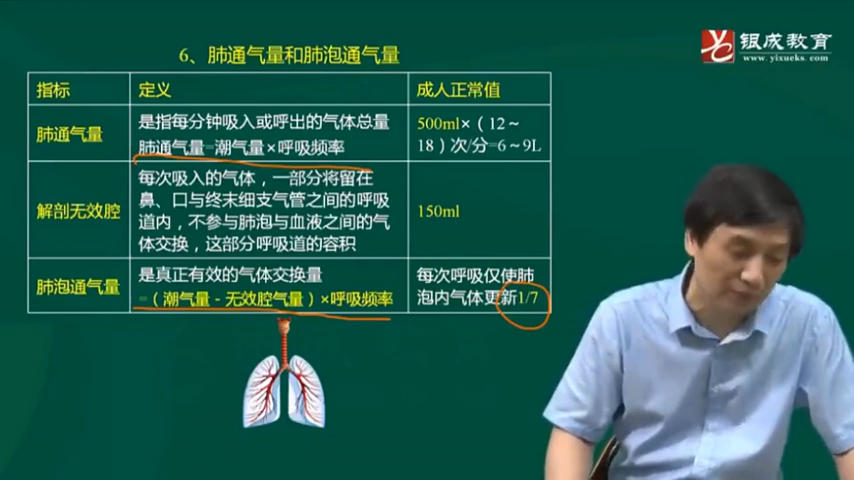 6、肺通气量和肺泡通气量
银成教育
www.yixueks.com
指标
定义
成人正常值
肺通气量
是指每分钟吸入或呼出的气体总量
肺通气量=潮气量×呼吸频率
500ml×（12～
18）次/分=6～9L
解剖无效腔
每次吸入的气体，一部分将留在
鼻、口与终末细支气管之间的呼吸
道内，不参与肺泡与血液之间的气
体交换，这部分呼吸道的容积
150ml
肺泡通气量
是真正有效的气体交换量
=（潮气量-无效腔气量）×呼吸频率
每次呼吸仅使肺
泡内气体更新1/7